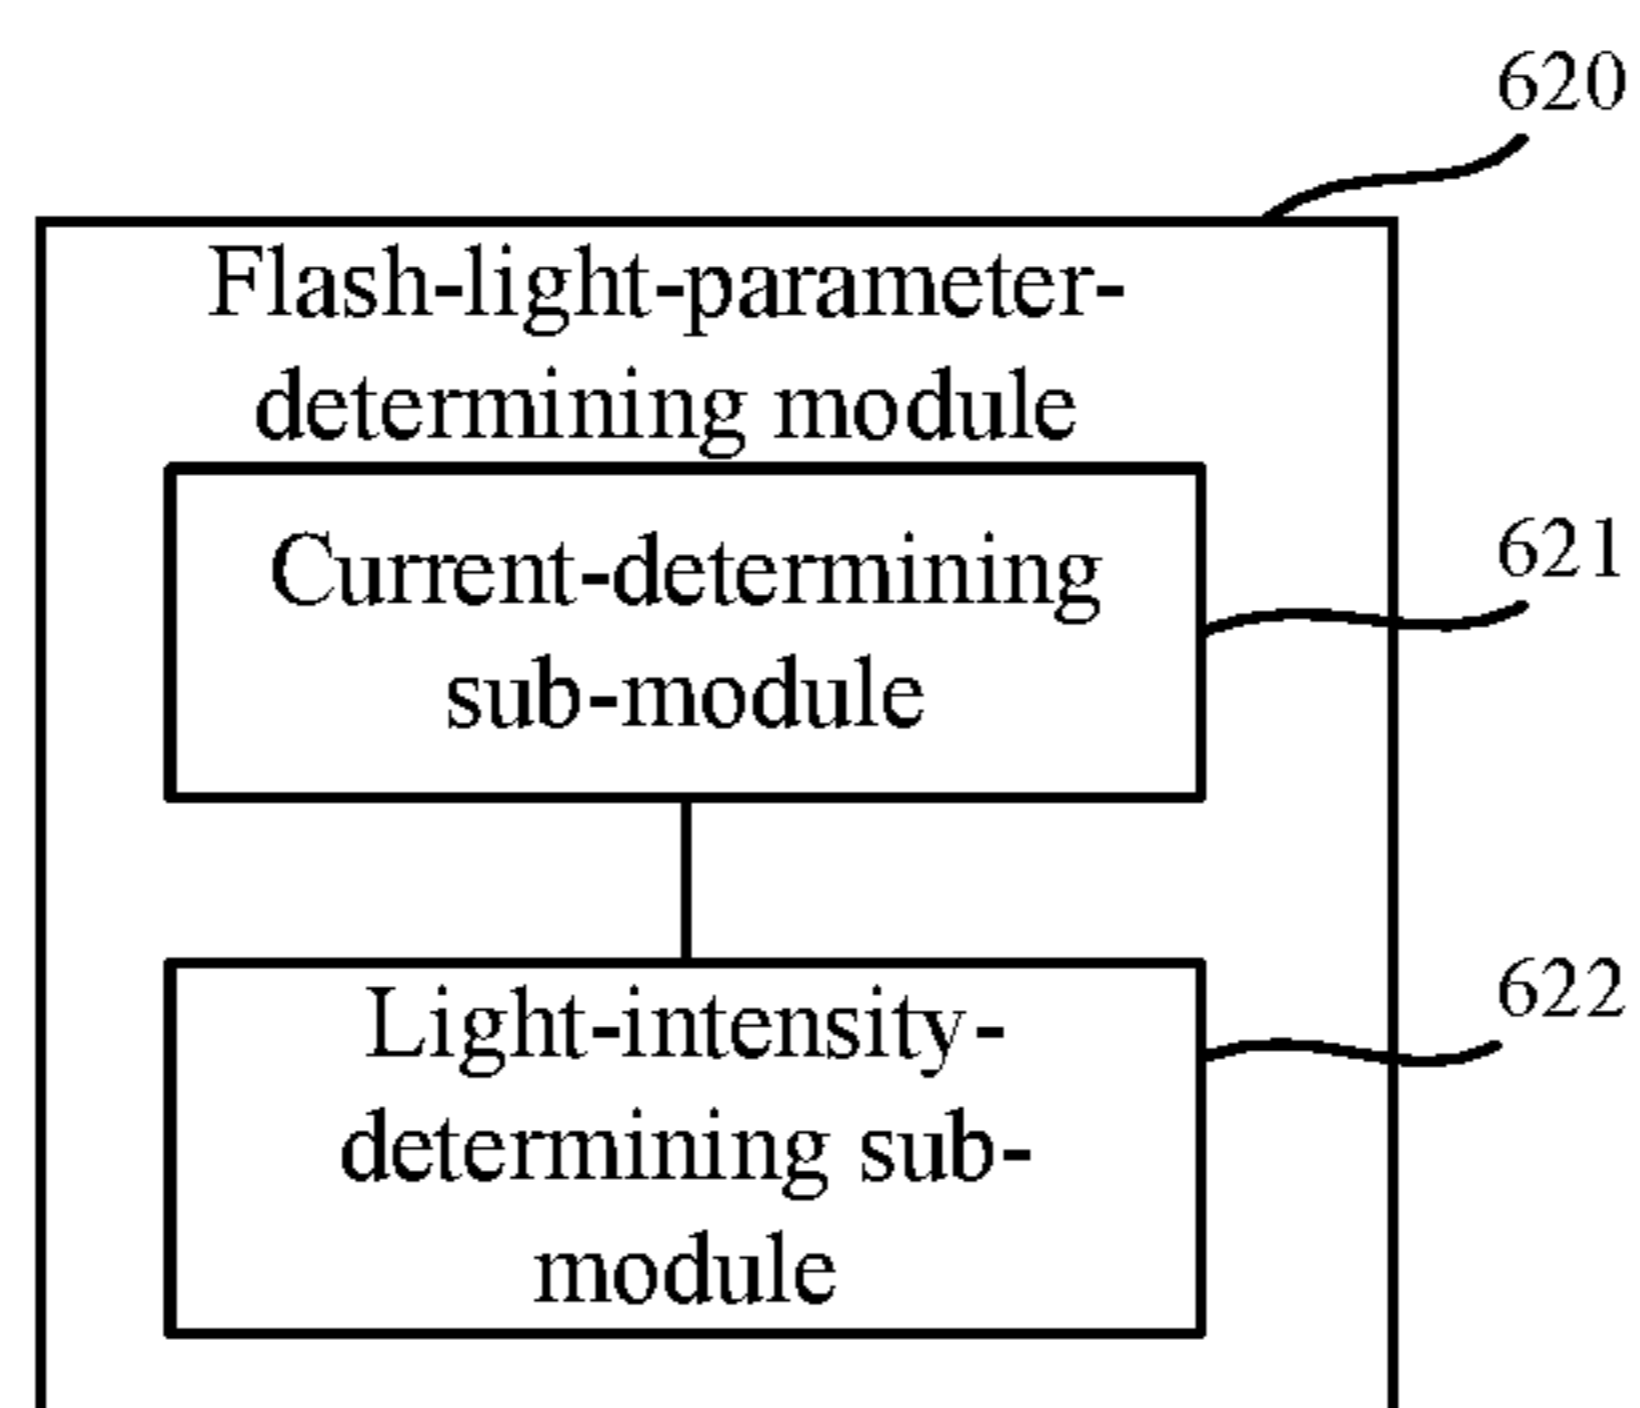 620
Flash-light-parameter-
determining module
Current-determining
sub-module
621
Light-intensity-
determining sub-
module
622